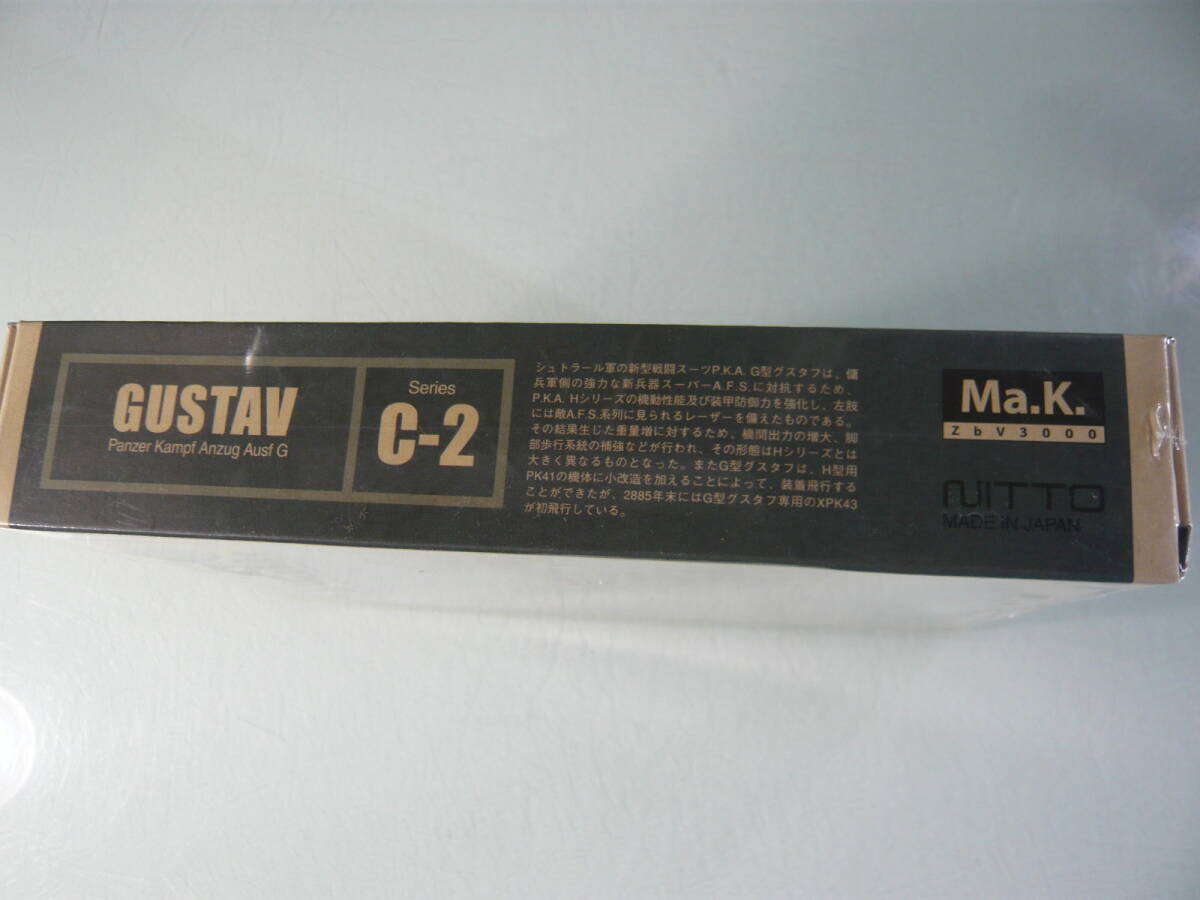 GUSTAV
Panzer Kampf Anzug Ausf G
Series
C-2
シュトラール軍の新型戦闘スーツP.K.A. G型グスタフは、傭
兵軍側の強力な新兵器スーパーA.F.S.に対抗するため、
P.K.A. Hシリーズの機動性能及び装甲防御力を強化し、左肢
には敵A.F.S.系列に見られるレーザーを備えたものである。
その結果生じた重量増に対するため、機関出力の増大、脚
部歩行系統の補強などが行われ、その形態はHシリーズとは
大きく異なるものとなった。またG型グスタフは、H型用
PK41の機体に小改造を加えることによって、装着飛行する
ことができたが、2885年末にはG型グスタフ専用のXPK43
が初飛行している。
Ma.K.
ZbV3000
NITTO
MADE iN JAPAN